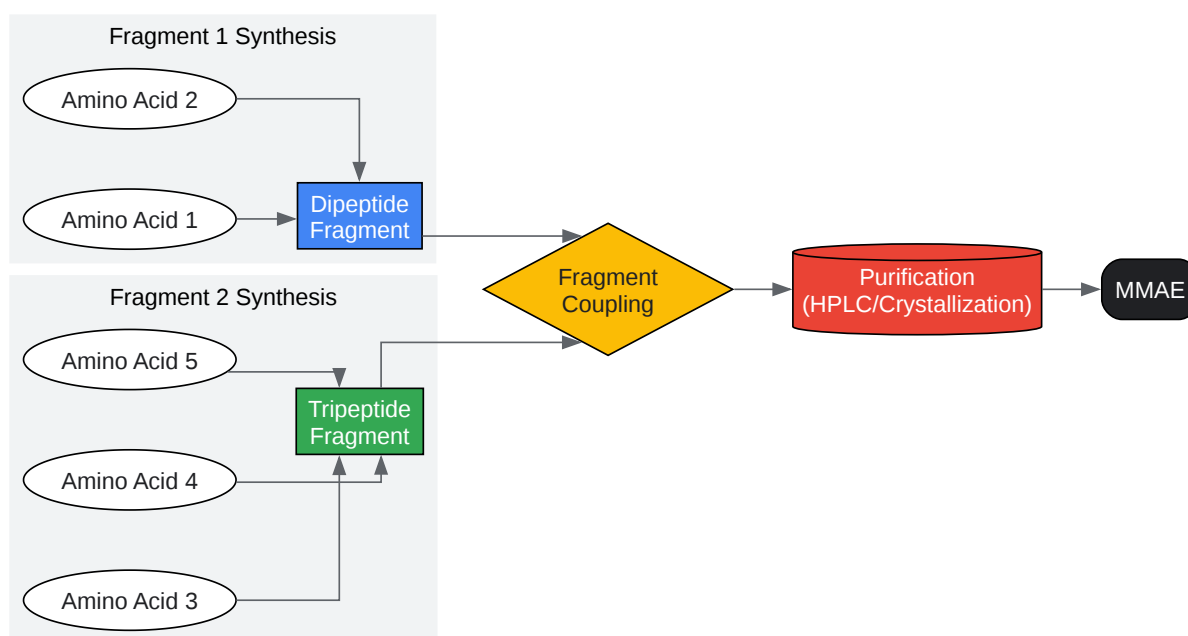 Fragment 1 Synthesis
Amino Acid 2
Amino Acid 1
Dipeptide
Fragment
Fragment 2 Synthesis
Amino Acid 5
Amino Acid 4
Amino Acid 3
Tripeptide
Fragment
Fragment
Coupling
Purification
(HPLC/Crystallization)
MMAE